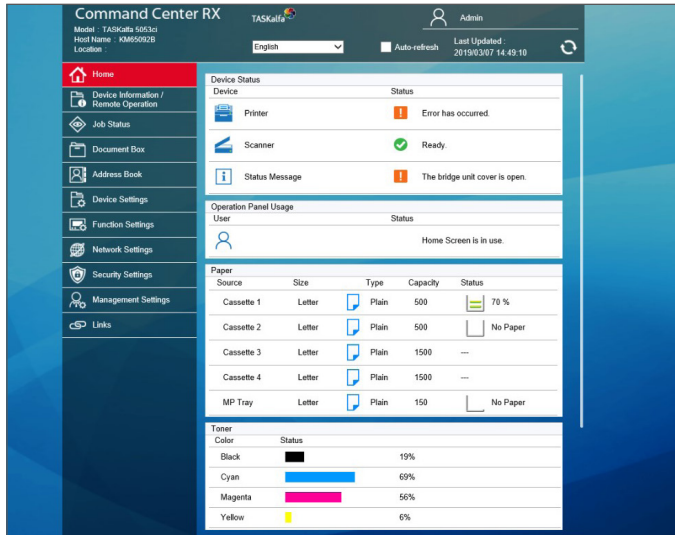 Command Center RX
TASKalfa
Admin
Model : TASKalfa 5053ci
Host Name : KM65092B
Location :
English
Auto-refresh
Last Updated :
2019/03/07 14:49:10
Home
Device Information /
Remote Operation
Job Status
Document Box
Address Book
Device Settings
Function Settings
Network Settings
Security Settings
Management Settings
Links
Device Status
Device Status
Printer Error has occurred.
Scanner Ready.
Status Message The bridge unit cover is open.
Operation Panel Usage
User Status
Home Screen is in use.
Paper
Source Size Type Capacity Status
Cassette 1 Letter Plain 500 70 %
Cassette 2 Letter Plain 500 No Paper
Cassette 3 Letter Plain 1500 ---
Cassette 4 Letter Plain 1500 ---
MP Tray Letter Plain 150 No Paper
Toner
Color Status
Black 19%
Cyan 69%
Magenta 56%
Yellow 6%